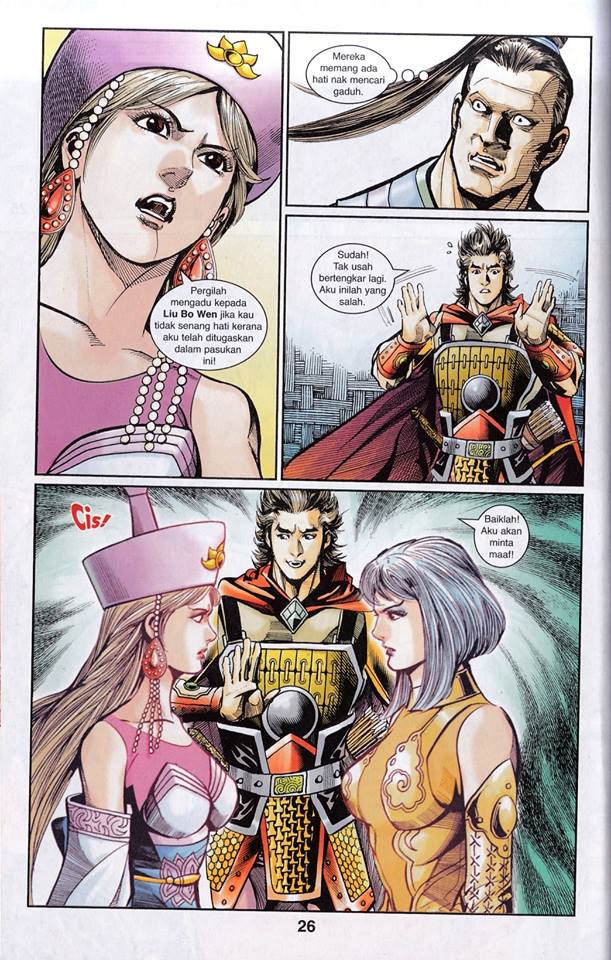 Pergilah
mengadu kepada
Liu Bo Wen jika kau
tidak senang hati kerana
aku telah ditugaskan
dalam pasukan
ini!
Mereka
memang ada
hati nak mencari
gaduh.
Sudah!
Tak usah
bertengkar lagi.
Aku inilah yang
salah.
Cis!
Baiklah!
Aku akan
minta
maaf!
26